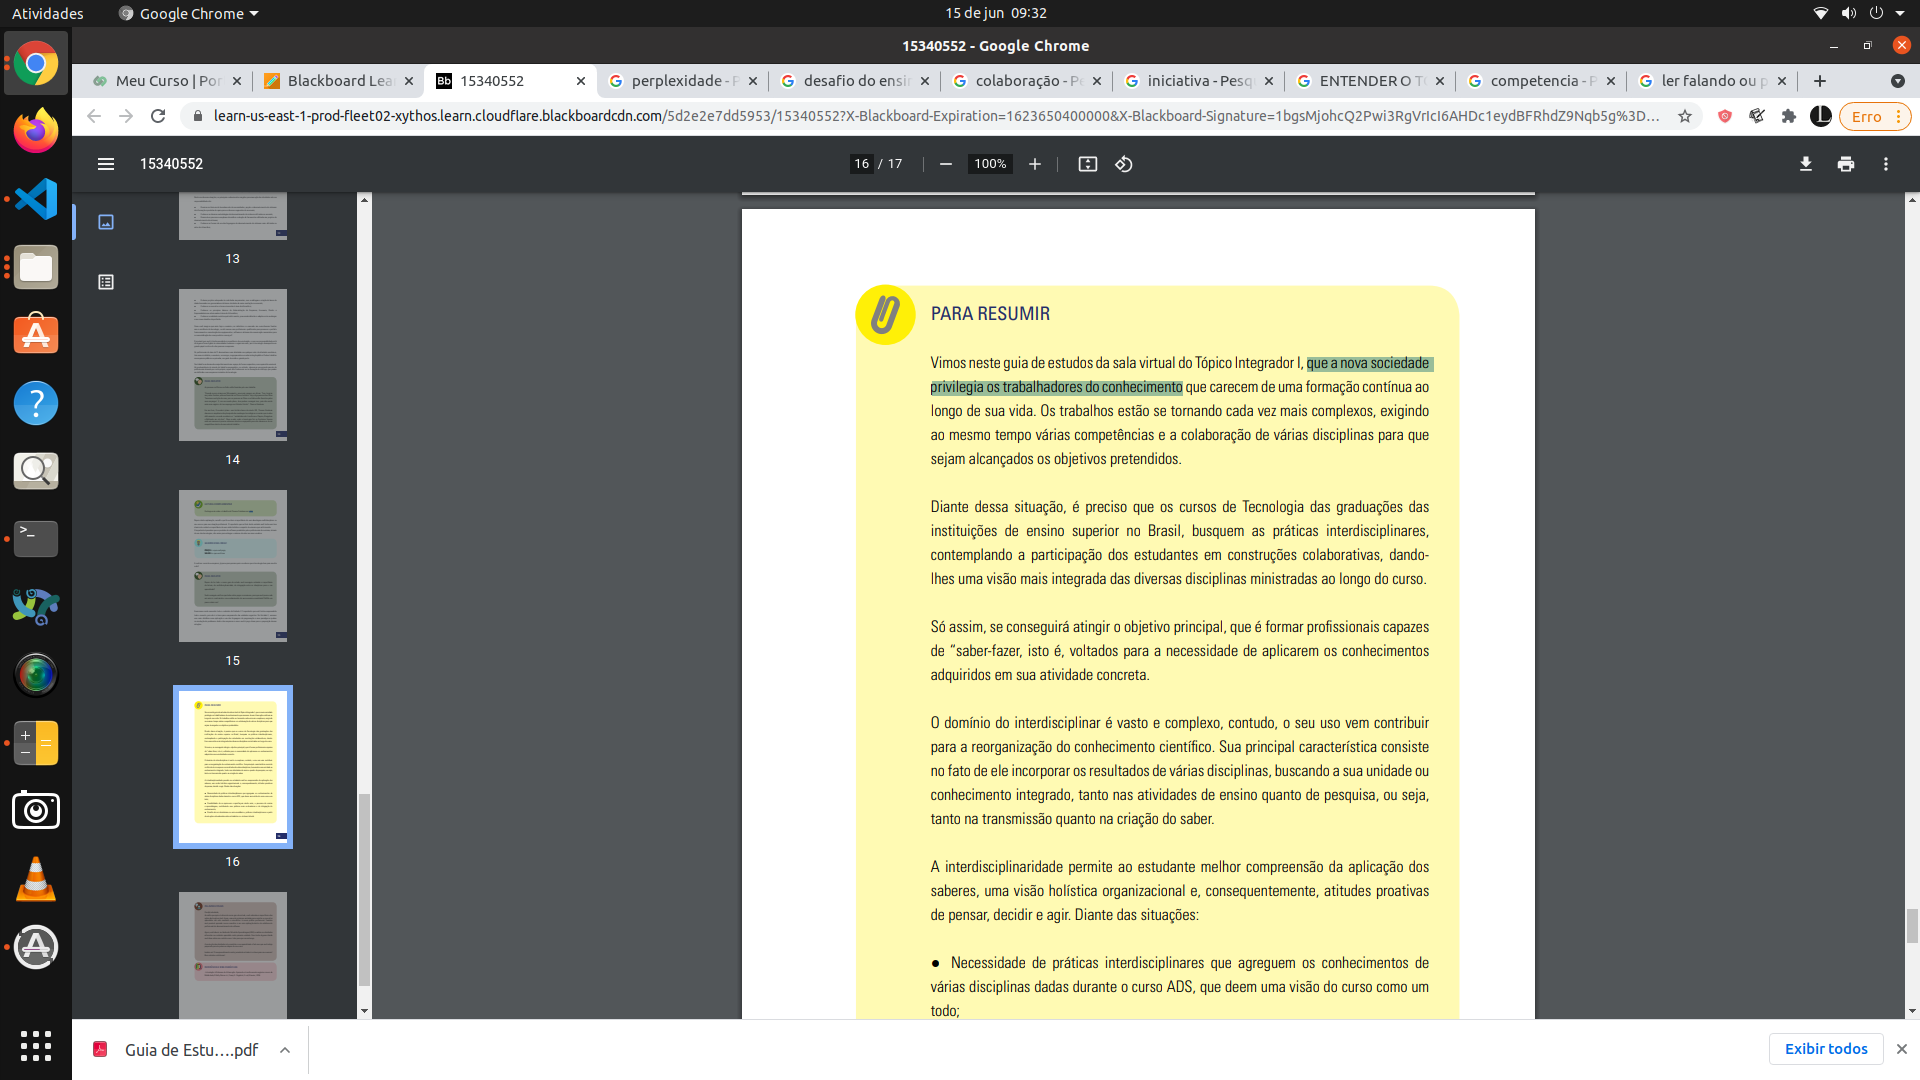 Atividades
Google Chrome
15 de jun 09:32
15340552 - Google Chrome
Meu Curso | Por
Blackboard Lea
15340552
perplexidade - P
desafio do ensi
colaboração - Pe
iniciativa - Pesq
ENTENDER O T
competencia - P
ler falando ou p
learn-us-east-1-prod-fleet02-xythos.learn.cloudflare.blackboardcdn.com/5d2e2e7dd5953/15340552?X-Blackboard-Expiration=1623650400000&X-Blackboard-Signature=1bgsMjohcQ2Pwi3RgVrIcI6AHDc1eydBFRhdZ9Nqb5g%3D...
Erro
15340552
16 / 17
100%
13
14
15
16
PARA RESUMIR
Vimos neste guia de estudos da sala virtual do Tópico Integrador I, que a nova sociedade
privilegia os trabalhadores do conhecimento que carecem de uma formação contínua ao
longo de sua vida. Os trabalhos estão se tornando cada vez mais complexos, exigindo
ao mesmo tempo várias competências e a colaboração de várias disciplinas para que
sejam alcançados os objetivos pretendidos.
Diante dessa situação, é preciso que os cursos de Tecnologia das graduações das
instituições de ensino superior no Brasil, busquem as práticas interdisciplinares,
contemplando a participação dos estudantes em construções colaborativas, dando-
lhes uma visão mais integrada das diversas disciplinas ministradas ao longo do curso.
Só assim, se conseguirá atingir o objetivo principal, que é formar profissionais capazes
de “saber-fazer, isto é, voltados para a necessidade de aplicarem os conhecimentos
adquiridos em sua atividade concreta.
O domínio do interdisciplinar é vasto e complexo, contudo, o seu uso vem contribuir
para a reorganização do conhecimento científico. Sua principal característica consiste
no fato de ele incorporar os resultados de várias disciplinas, buscando a sua unidade ou
conhecimento integrado, tanto nas atividades de ensino quanto de pesquisa, ou seja,
tanto na transmissão quanto na criação do saber.
A interdisciplinaridade permite ao estudante melhor compreensão da aplicação dos
saberes, uma visão holística organizacional e, consequentemente, atitudes proativas
de pensar, decidir e agir. Diante das situações:
● Necessidade de práticas interdisciplinares que agreguem os conhecimentos de
várias disciplinas dadas durante o curso ADS, que deem uma visão do curso como um
todo;
Guia de Estu....pdf
Exibir todos